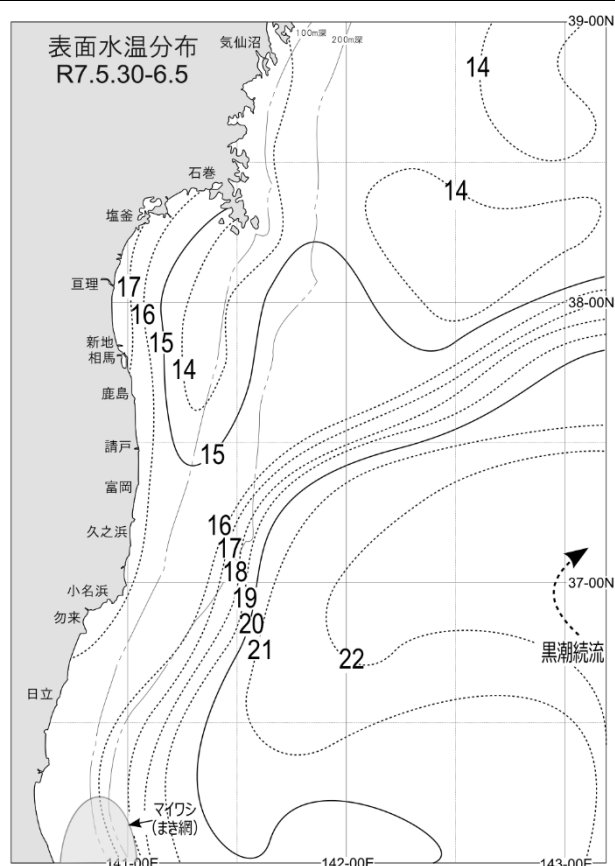 39-00N
表面水温分布
R7.5.30-6.5
気仙沼
100m深
200m深
14
石巻
14
塩釜
亘理
17
38-00N
16
新地
15
相馬
14
鹿島
請戸
15
富岡
16
久之浜
17
18
37-00N
小名浜
19
勿来
20
21
22
黒潮続流
日立
マイワシ
(まき網)
141-00E
142-00E
143-00E